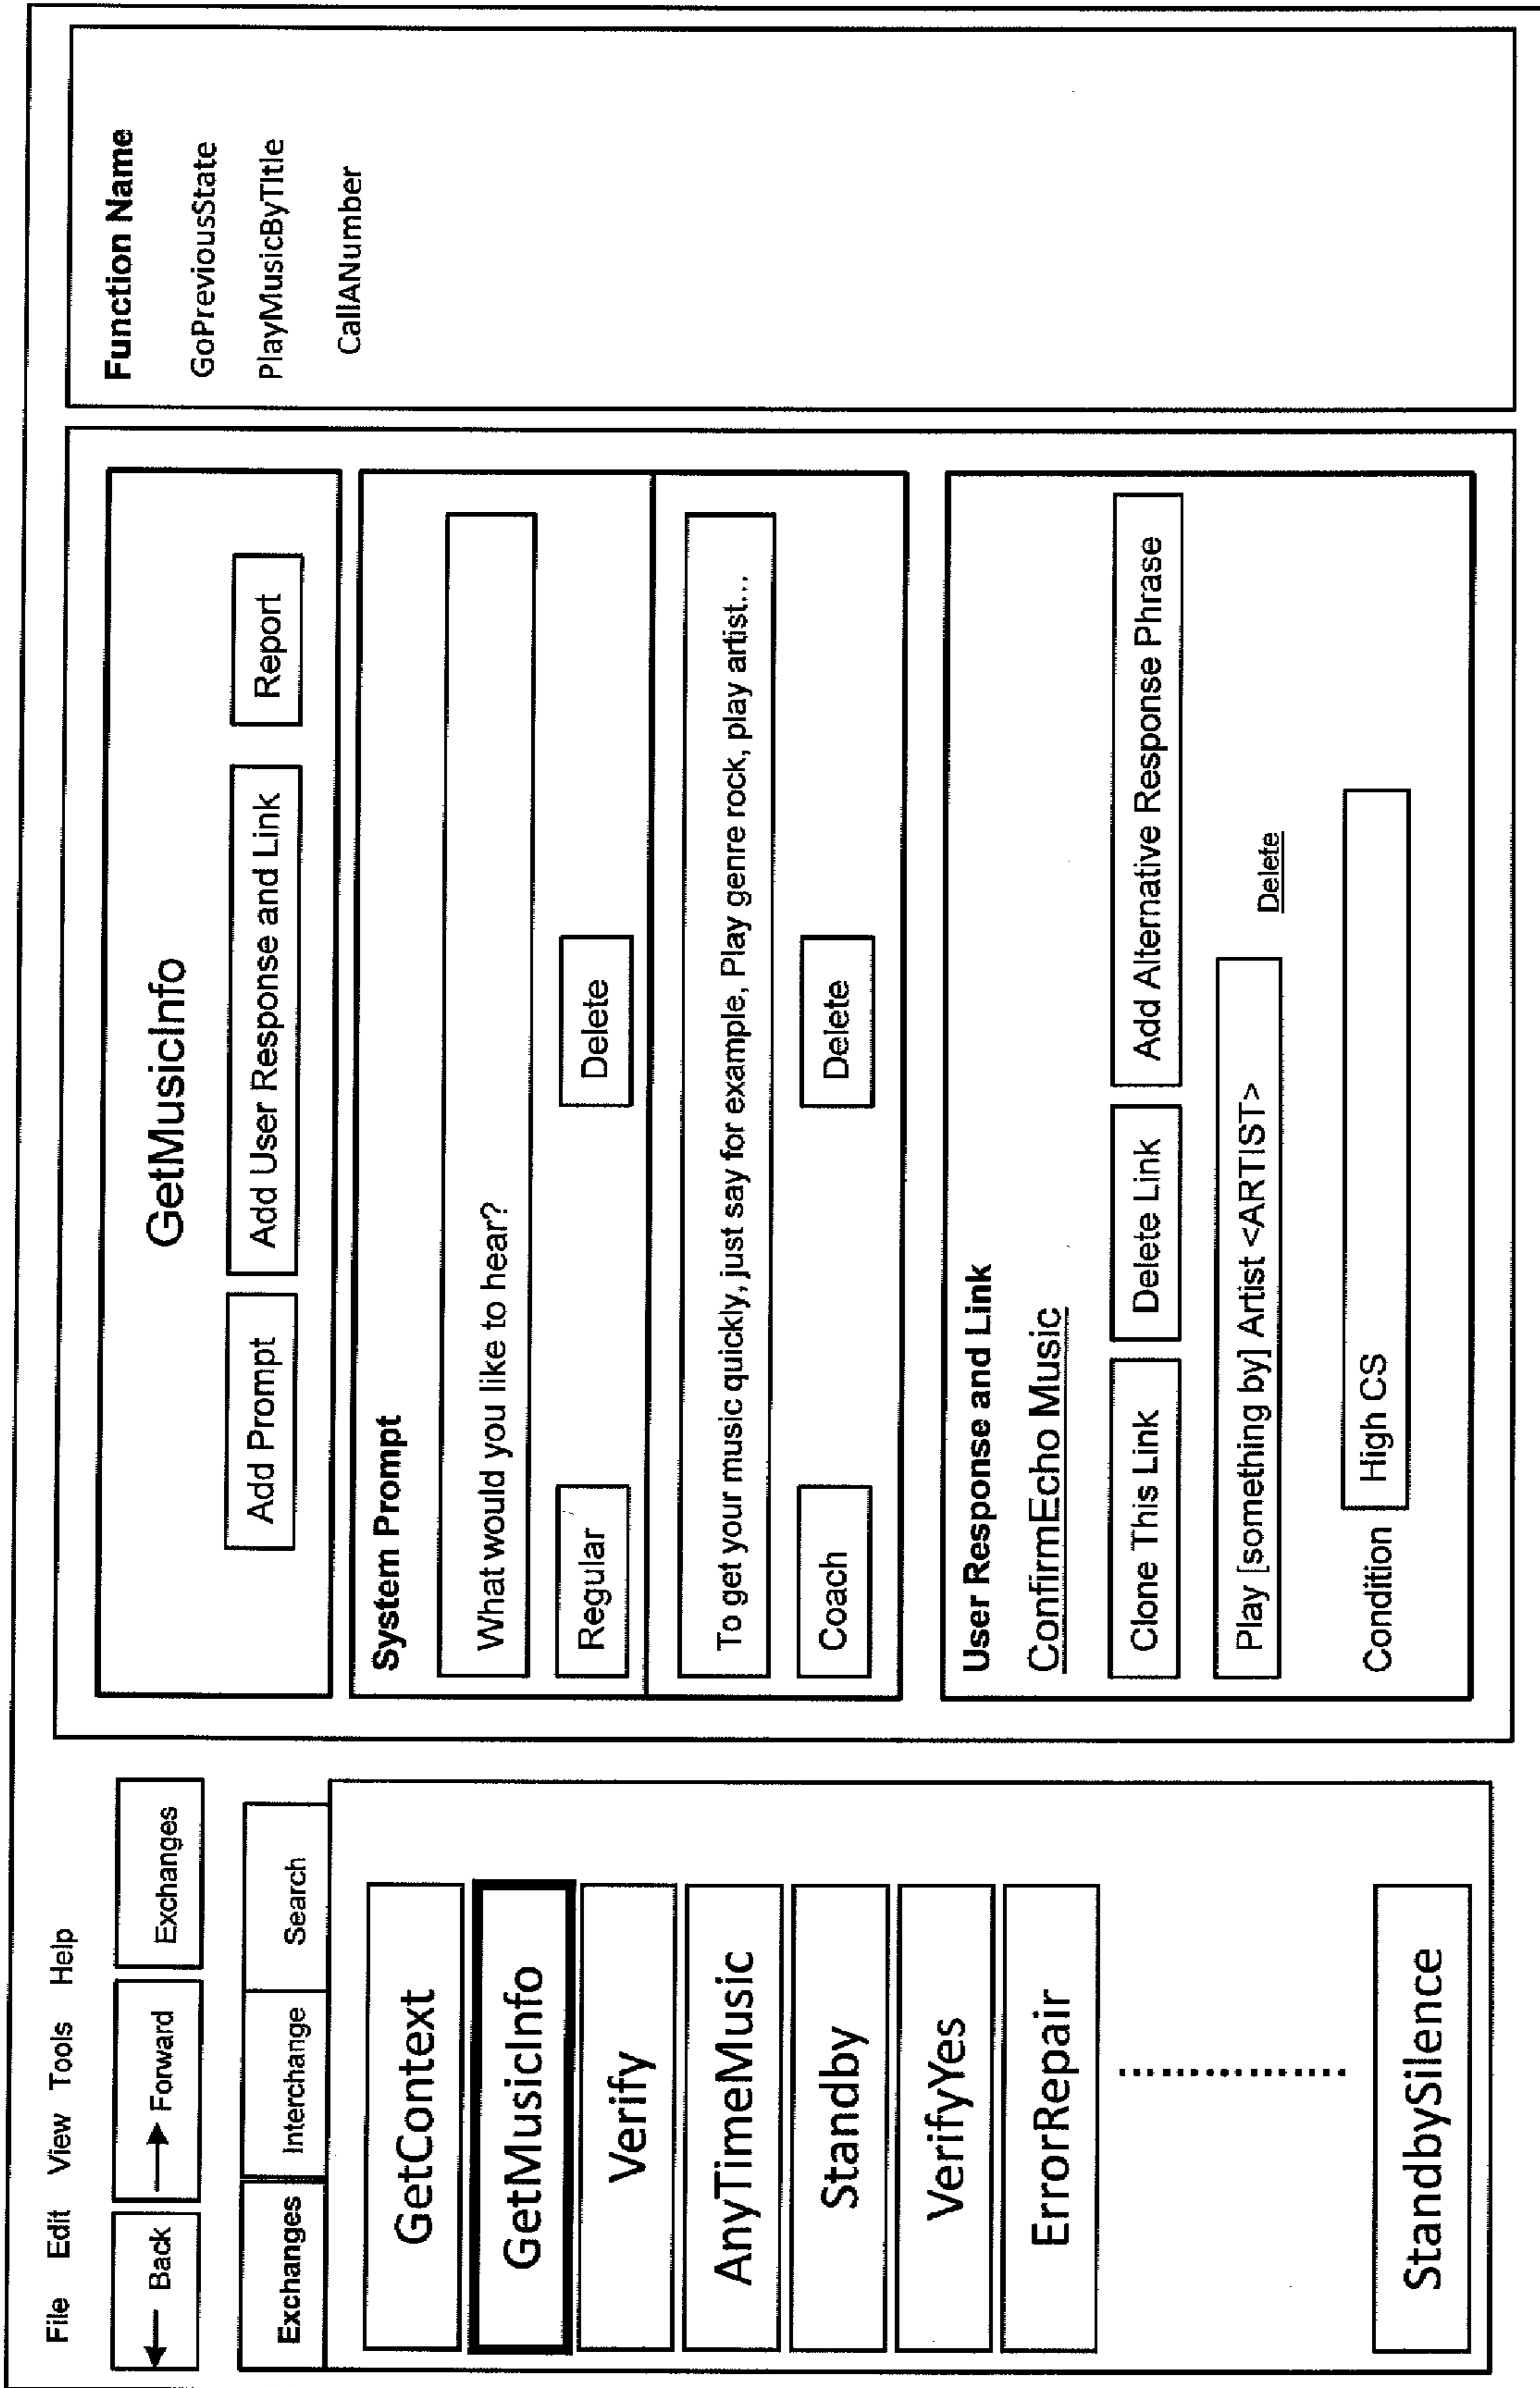 File Edit View Tools Help
Back Forward Exchanges
Exchanges Interchange Search
GetContext
GetMusicInfo
Verify
AnyTimeMusic
Standby
VerifyYes
ErrorRepair
StandbySilence
GetMusicInfo
Add Prompt Add User Response and Link Report
System Prompt
What would you like to hear?
Regular Delete
To get your music quickly, just say for example, Play genre rock, play artist...
Coach Delete
User Response and Link
ConfirmEcho Music
Clone This Link Delete Link Add Alternative Response Phrase
Play [something by] Artist <ARTIST> Delete
Condition High CS
Function Name
GoPreviousState
PlayMusicByTItle
CallANumber